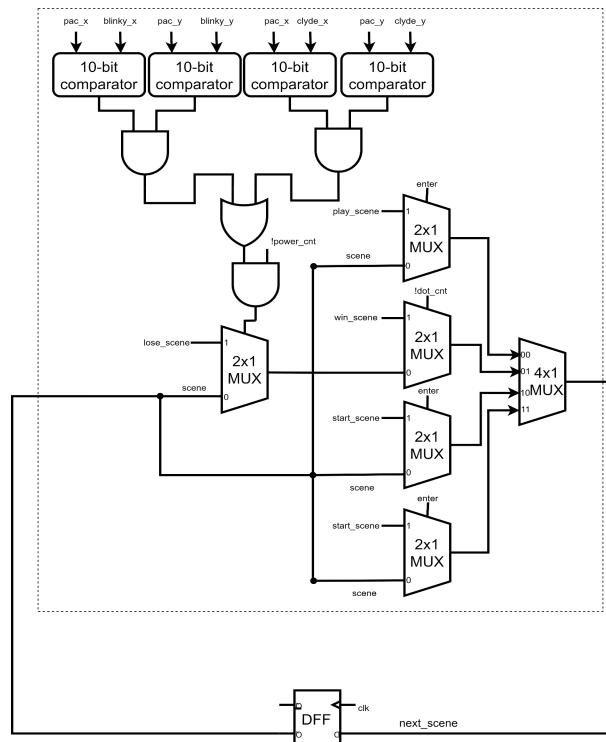 pac_x blinky_x pac_y blinky_y pac_x clyde_x pac_y clyde_y
10-bit comparator
10-bit comparator
10-bit comparator
10-bit comparator
enter
play_scene
1
2x1
MUX
0
scene
!power_cnt
!dot_cnt
win_scene
1
2x1
MUX
0
lose_scene
1
2x1
MUX
scene
0
00
01
10
11
4x1
MUX
enter
start_scene
1
2x1
MUX
0
scene
enter
start_scene
1
2x1
MUX
0
scene
D
clk
DFF
next_scene